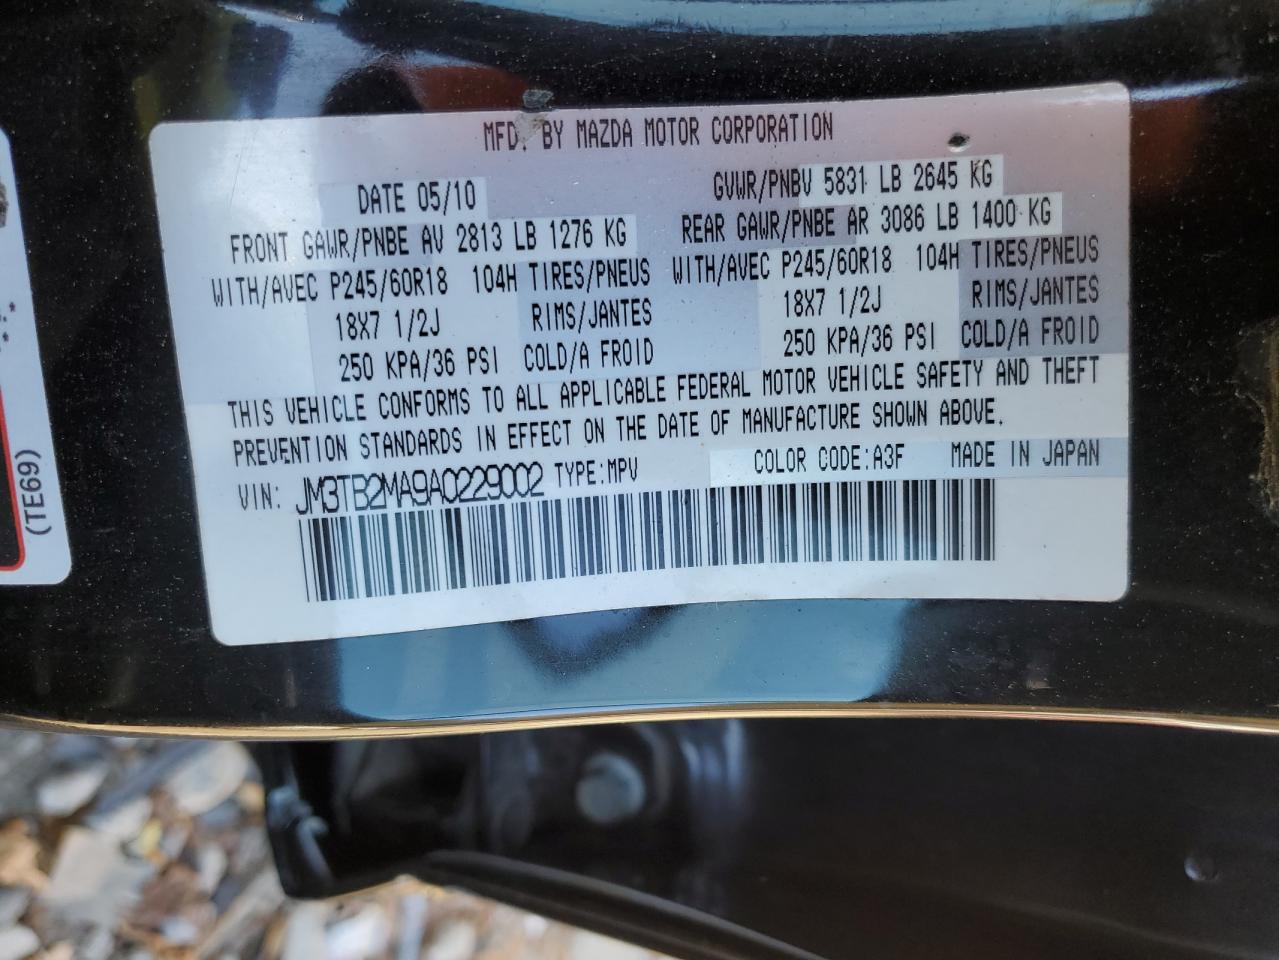 MFD. BY MAZDA MOTOR CORPORATION
DATE 05/10 GVWR/PNBV 5831 LB 2645 KG
FRONT GAWR/PNBE AV 2813 LB 1276 KG REAR GAWR/PNBE AR 3086 LB 1400 KG
WITH/AVEC P245/60R18 104H TIRES/PNEUS WITH/AVEC P245/60R18 104H TIRES/PNEUS
18X7 1/2J RIMS/JANTES 18X7 1/2J RIMS/JANTES
250 KPA/36 PSI COLD/A FROID 250 KPA/36 PSI COLD/A FROID
THIS VEHICLE CONFORMS TO ALL APPLICABLE FEDERAL MOTOR VEHICLE SAFETY AND THEFT
PREVENTION STANDARDS IN EFFECT ON THE DATE OF MANUFACTURE SHOWN ABOVE.
VIN: JM3TB2MA9A0229002 TYPE:MPV COLOR CODE:A3F MADE IN JAPAN
(TE69)